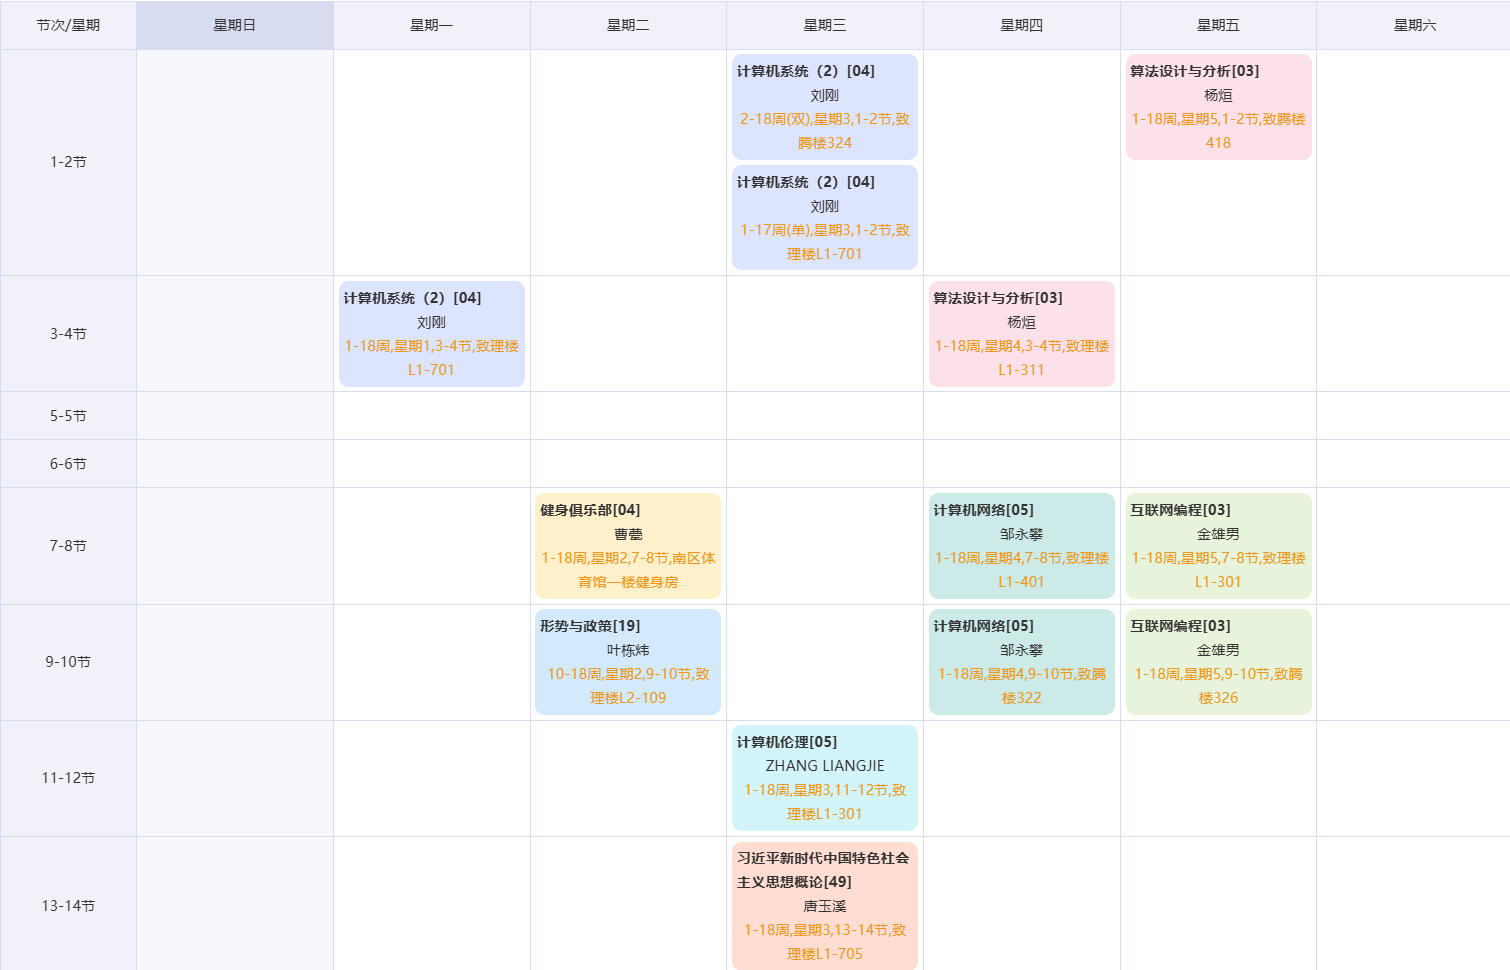 节次/星期
星期日
星期一
星期二
星期三
星期四
星期五
星期六
1-2节
计算机系统（2）[04]
刘刚
2-18周(双),星期3,1-2节,致
腾楼324
计算机系统（2）[04]
刘刚
1-17周(单),星期3,1-2节,致
理楼L1-701
算法设计与分析[03]
杨烜
1-18周,星期5,1-2节,致腾楼
418
3-4节
计算机系统（2）[04]
刘刚
1-18周,星期1,3-4节,致理楼
L1-701
算法设计与分析[03]
杨烜
1-18周,星期4,3-4节,致理楼
L1-311
5-5节
6-6节
7-8节
健身俱乐部[04]
曹
1-18周,星期2,7-8节,南区体
育馆一楼健身房
计算机网络[05]
邹永攀
1-18周,星期4,7-8节,致理楼
L1-401
互联网编程[03]
金雄男
1-18周,星期5,7-8节,致理楼
L1-301
9-10节
形势与政策[19]
叶栋炜
10-18周,星期2,9-10节,致
理楼L2-109
计算机网络[05]
邹永攀
1-18周,星期4,9-10节,致腾
楼322
互联网编程[03]
金雄男
1-18周,星期5,9-10节,致腾
楼326
11-12节
计算机伦理[05]
ZHANG LIANGJIE
1-18周,星期3,11-12节,致
理楼L1-301
13-14节
习近平新时代中国特色社会
主义思想概论[49]
唐玉溪
1-18周,星期3,13-14节,致
理楼L1-705